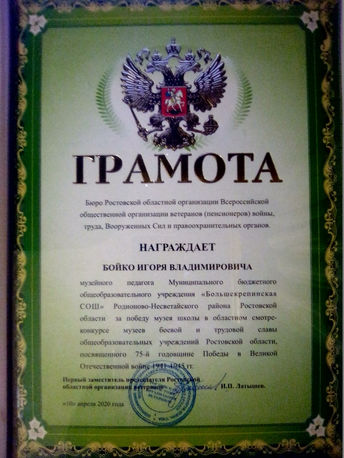 ГРАМОТА
Бюро Ростовской областной организации Всероссийской
общественной организации ветеранов (пенсионеров) войны,
труда, Вооруженных Сил и правоохранительных органов.
НАГРАЖДАЕТ
БОЙКО ИГОРЯ ВЛАДИМИРОВИЧА
музейного педагога Муниципального бюджетного
общеобразовательного учреждения «Большекрепинская
СОШ» Родионово-Несветайского района Ростовской
области за победу музея школы в областном смотре-
конкурсе музеев боевой и трудовой славы
общеобразовательных учреждений Ростовской области,
посвященного 75-й годовщине Победы в Великой
Отечественной войне 1941-1945 гг.
Первый заместитель председателя Ростовской
областной организации ветеранов И.П. Латышев.
«10» апреля 2020 года